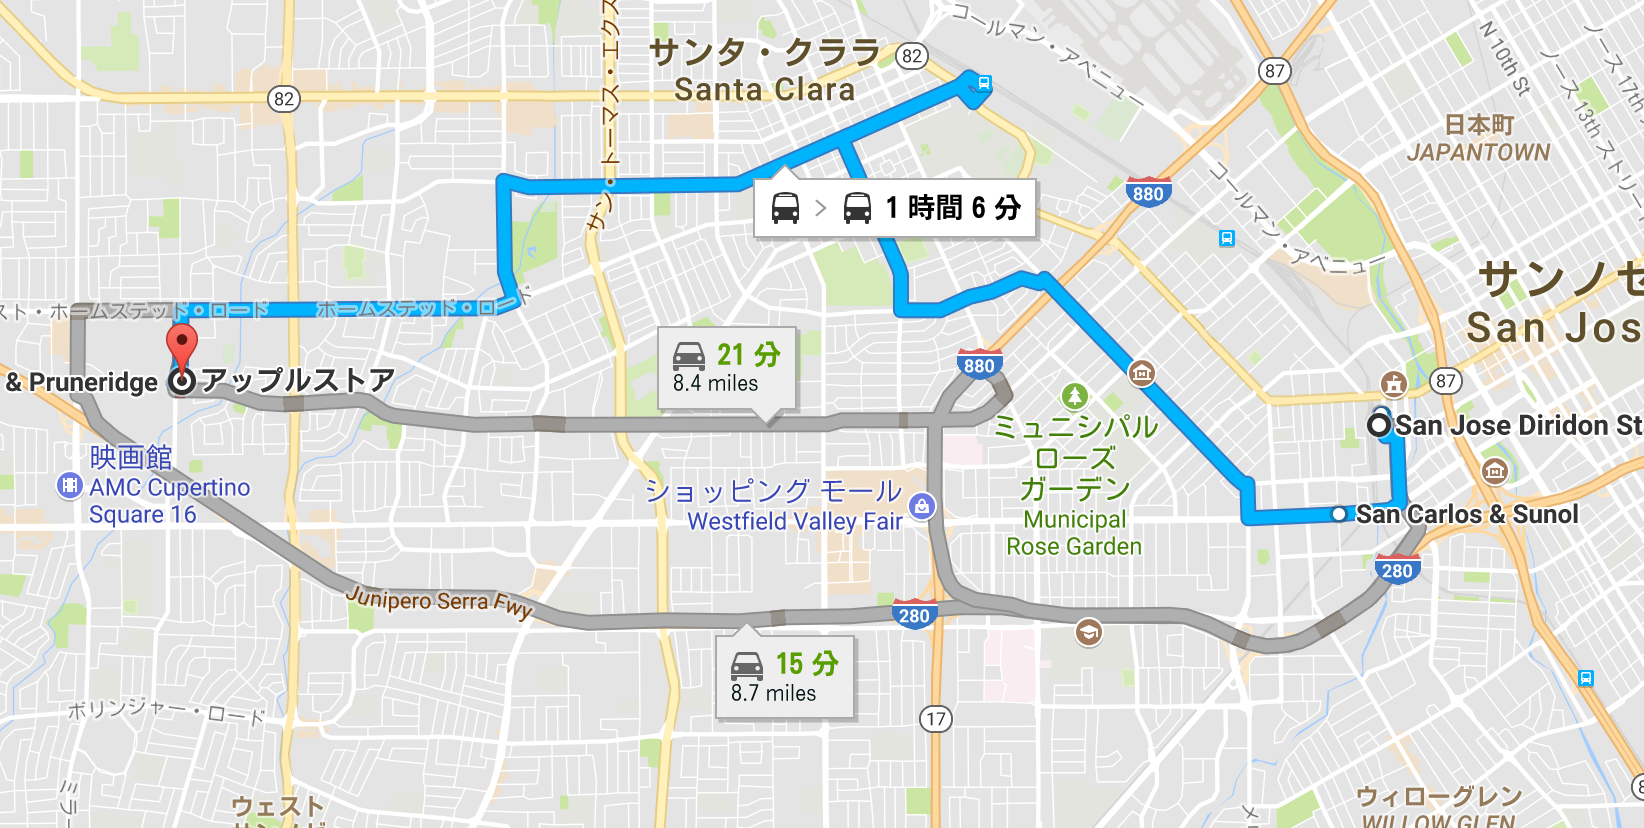 コールマン・アベニュー
サンタ・クララ
Santa Clara
82
87
N 10th St
ノース 17th
ノース 13th ストリー
82
サン・トーマス・エクス
日本町
JAPANTOWN
880
コールマン・アベニュー
1 時間 6 分
サンノゼ
San Jos
スト・ホームステッド・ロード
ホームステッド・ロード
21 分
8.4 miles
880
87
& Pruneridge
アップルストア
San Jose Diridon St
ミュニシパル
ローズ
ガーデン
Municipal
Rose Garden
映画館
AMC Cupertino
Square 16
ショッピング モール
Westfield Valley Fair
San Carlos & Sunol
280
Junipero Serra Fwy
280
15 分
8.7 miles
ボリンジャー・ロード
17
ミラ
ウェスト
ウィローグレン
WILLOW GLEN